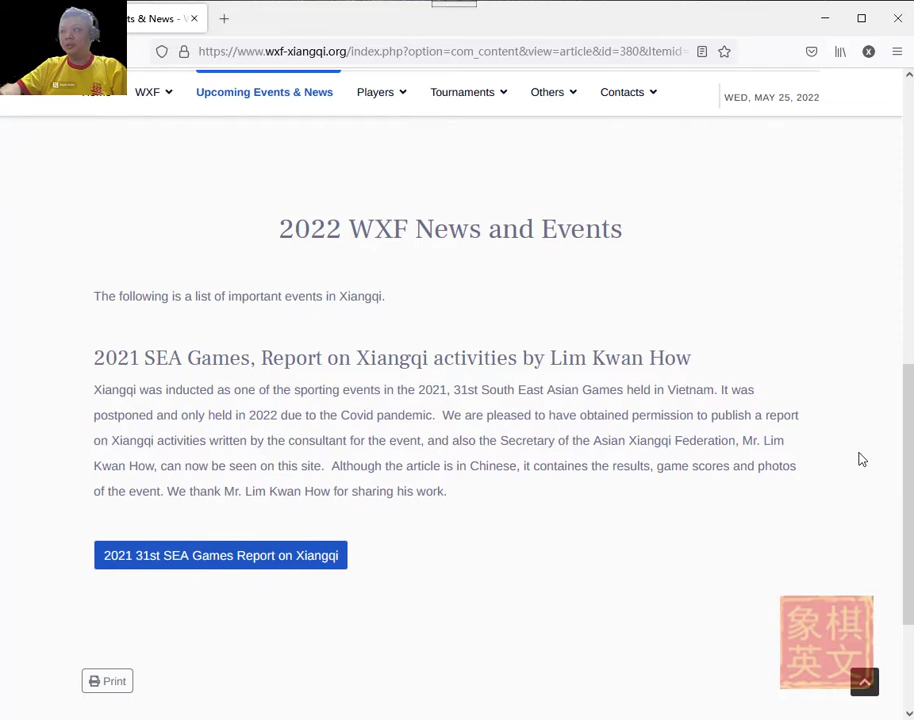 ts & News - W
https://www.wxf-xiangqi.org/index.php?option=com_content&view=article&id=380&Itemid=
WXF
Upcoming Events & News
Players
Tournaments
Others
Contacts
WED, MAY 25, 2022
2022 WXF News and Events
The following is a list of important events in Xiangqi.
2021 SEA Games, Report on Xiangqi activities by Lim Kwan How
Xiangqi was inducted as one of the sporting events in the 2021, 31st South East Asian Games held in Vietnam. It was
postponed and only held in 2022 due to the Covid pandemic. We are pleased to have obtained permission to publish a report
on Xiangqi activities written by the consultant for the event, and also the Secretary of the Asian Xiangqi Federation, Mr. Lim
Kwan How, can now be seen on this site. Although the article is in Chinese, it containes the results, game scores and photos
of the event. We thank Mr. Lim Kwan How for sharing his work.
2021 31st SEA Games Report on Xiangqi
象棋
英文
Print